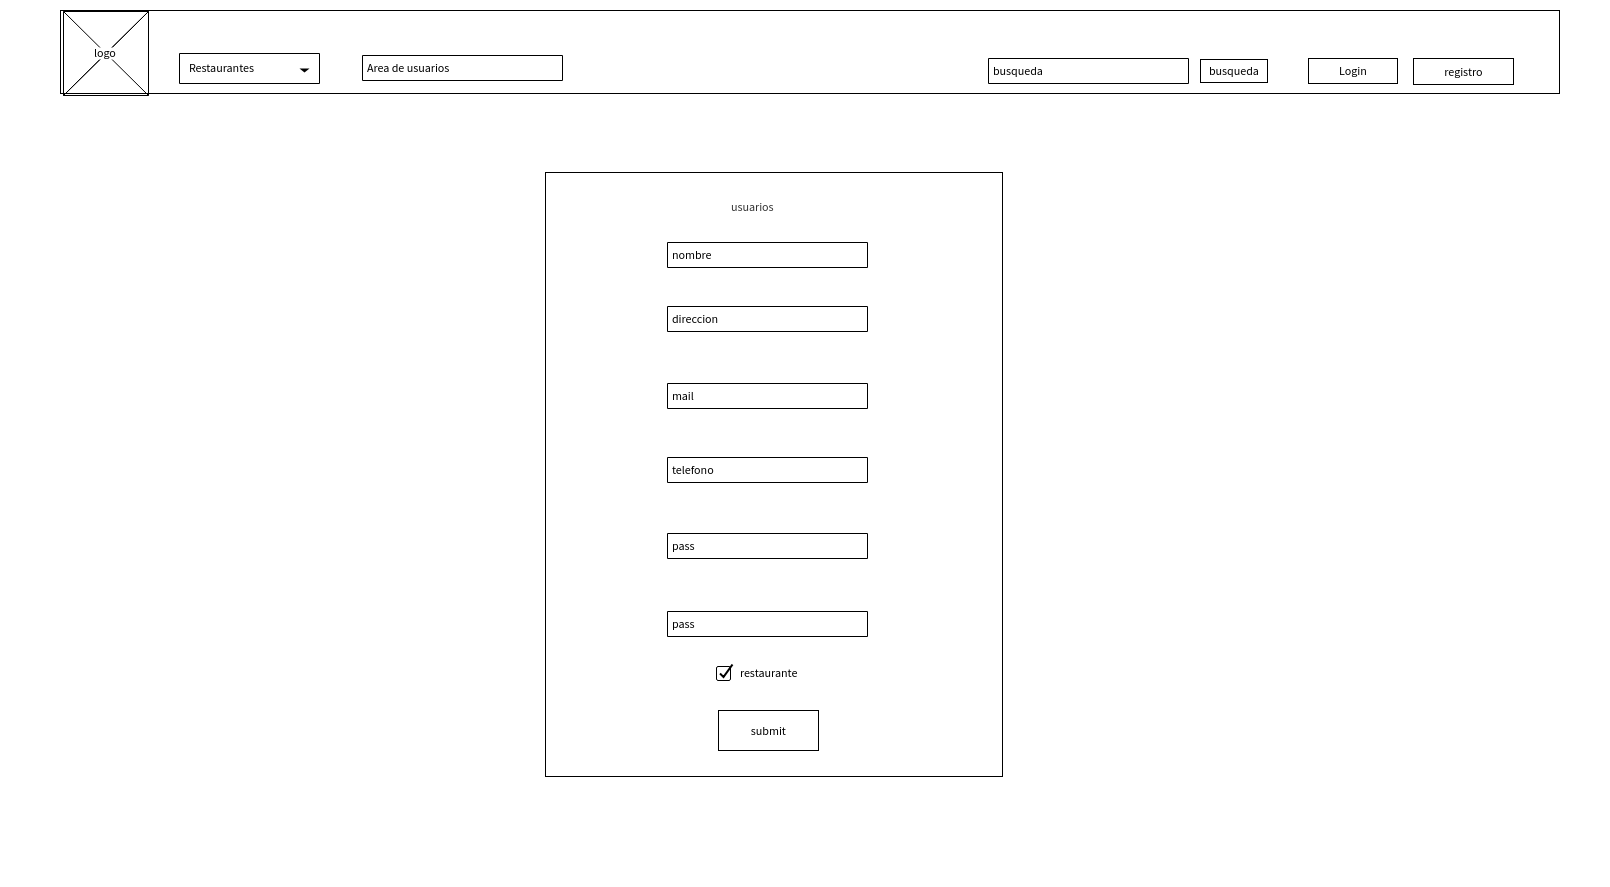 logo
Restaurantes
Area de usuarios
busqueda
busqueda
Login
registro
usuarios
nombre
direccion
mail
telefono
pass
pass
restaurante
submit